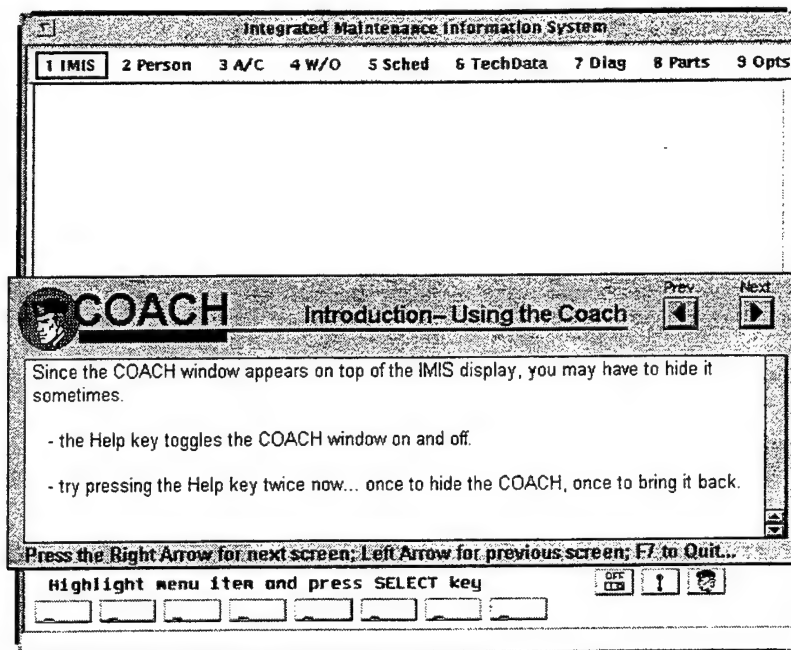 Integrated Maintenance Information System
1 IMIS 2 Person 3 A/C 4 W/O 5 Sched 6 TechData 7 Diag 8 Parts 9 Opts
Prev Next
COACH Introduction– Using the Coach
Since the COACH window appears on top of the IMIS display, you may have to hide it
sometimes.
- the Help key toggles the COACH window on and off.
- try pressing the Help key twice now... once to hide the COACH, once to bring it back.
Press the Right Arrow for next screen; Left Arrow for previous screen; F7 to Quit...
Highlight menu item and press SELECT key
OFF